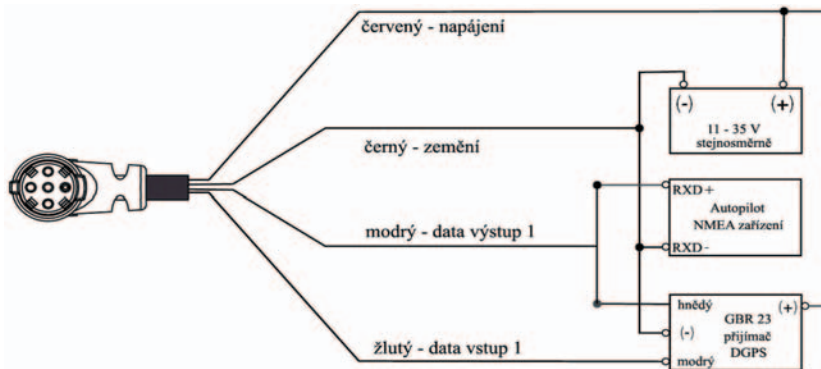 červený - napájení
(-) (+)
11 - 35 V
stejnosměrně
černý - zemění
RXD+
Autopilot
NMEA zařízení
RXD-
modrý - data výstup 1
hnědý (+)
GBR 23
(-) přijímač
DGPS
modrý
žlutý - data vstup 1